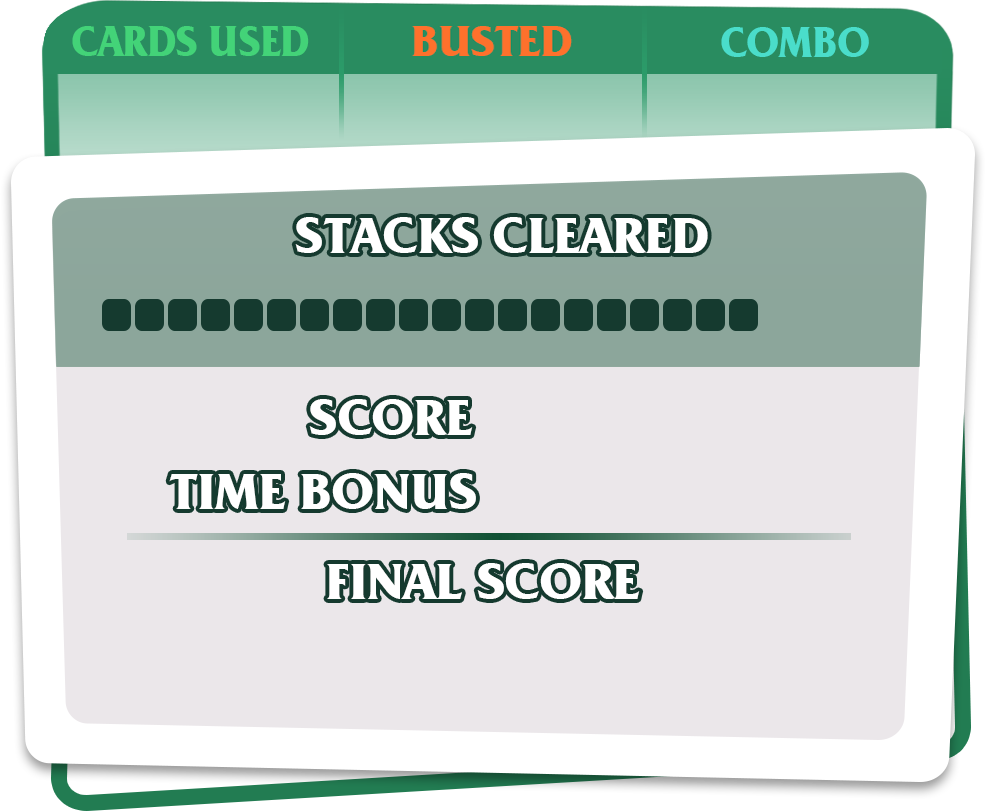 CARDS USED BUSTED COMBO
STACKS CLEARED
SCORE
TIME BONUS
FINAL SCORE